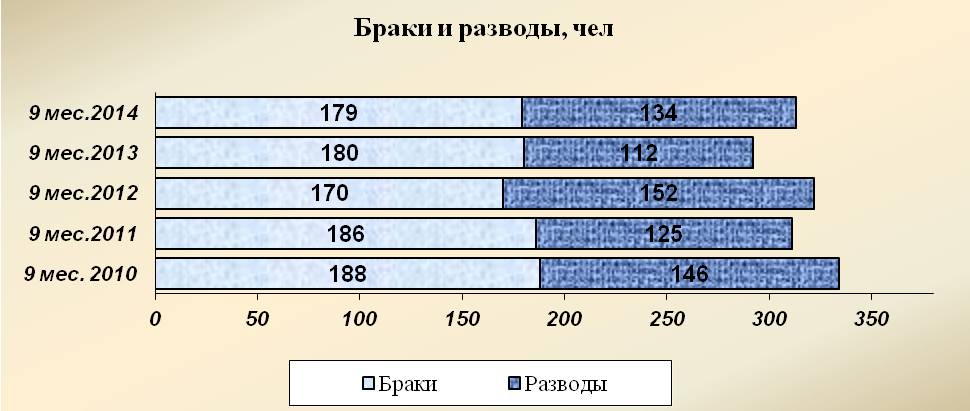 Браки и разводы, чел
9 мес.2014 179 134
9 мес.2013 180 112
9 мес.2012 170 152
9 мес.2011 186 125
9 мес. 2010 188 146
0 50 100 150 200 250 300 350
Браки Разводы